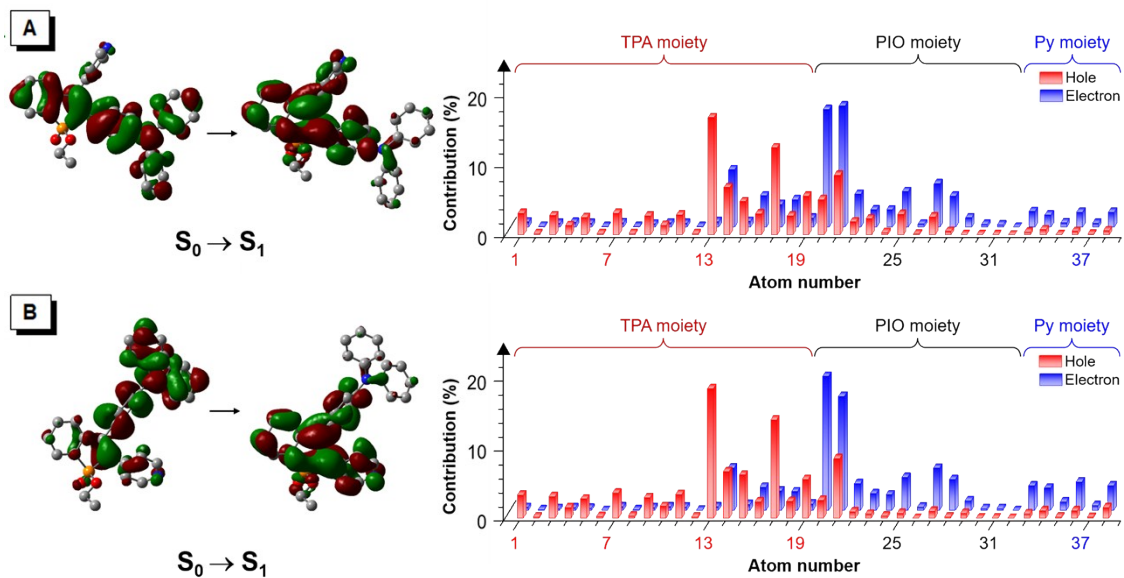 A
S0 → S1
TPA moiety
PIO moiety
Py moiety
Hole
Electron
Contribution (%)
20
10
0
1 7 13 19 25 31 37
Atom number
B
S0 → S1
TPA moiety
PIO moiety
Py moiety
Hole
Electron
Contribution (%)
20
10
0
1 7 13 19 25 31 37
Atom number